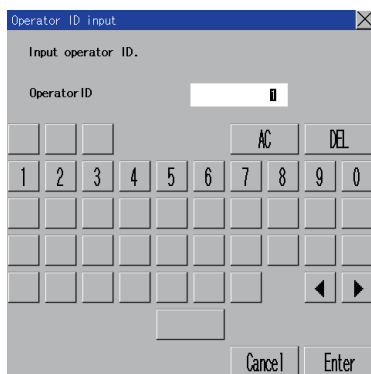 Operator ID input
Input operator ID.
Operator ID 1
AC DEL
1 2 3 4 5 6 7 8 9 0
Cancel Enter